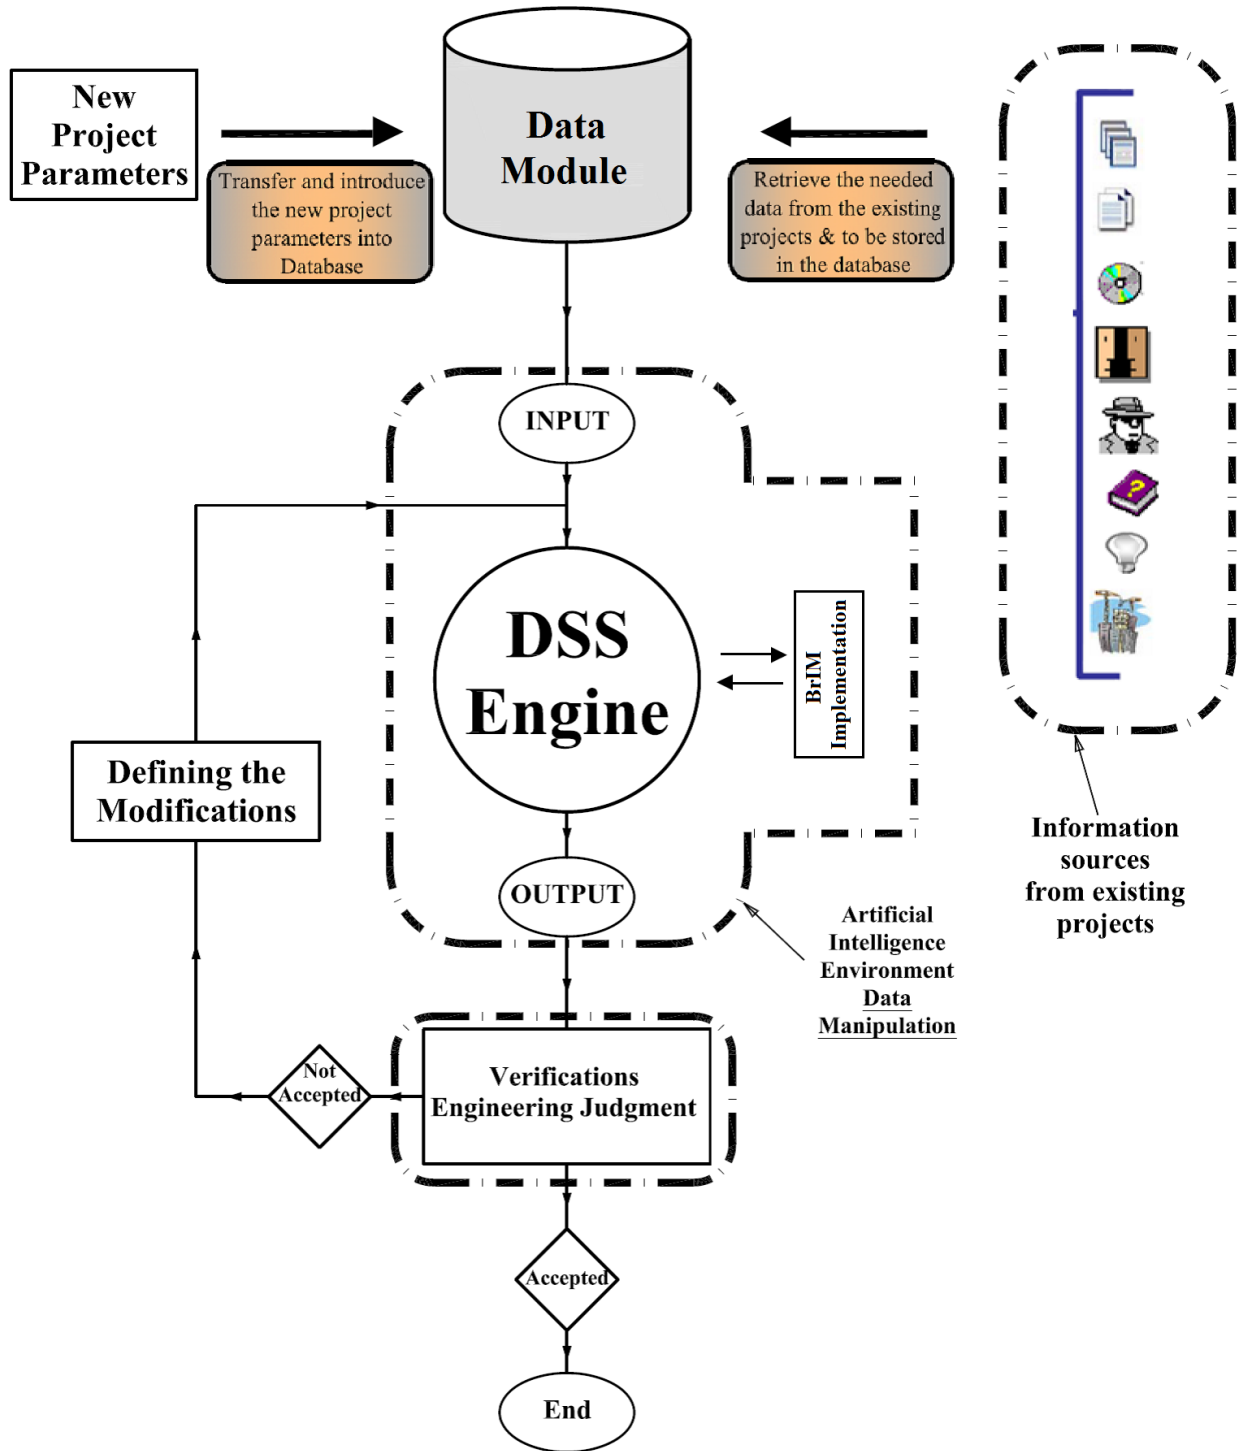 New
Project
Parameters
Data
Module
Transfer and introduce
the new project
parameters into
Database
Retrieve the needed
data from the existing
projects & to be stored
in the database
INPUT
DSS
Engine
BrIM
Implementation
Defining the
Modifications
OUTPUT
Information
sources
from existing
projects
Artificial
Intelligence
Environment
Data
Manipulation
Not
Accepted
Verifications
Engineering Judgment
Accepted
End
?